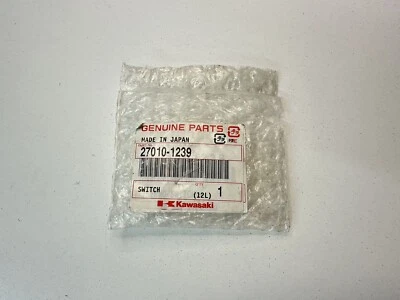 GENUINE PARTS
MADE IN JAPAN
27010-1239
SWITCH
(12L)
1
Kawasaki